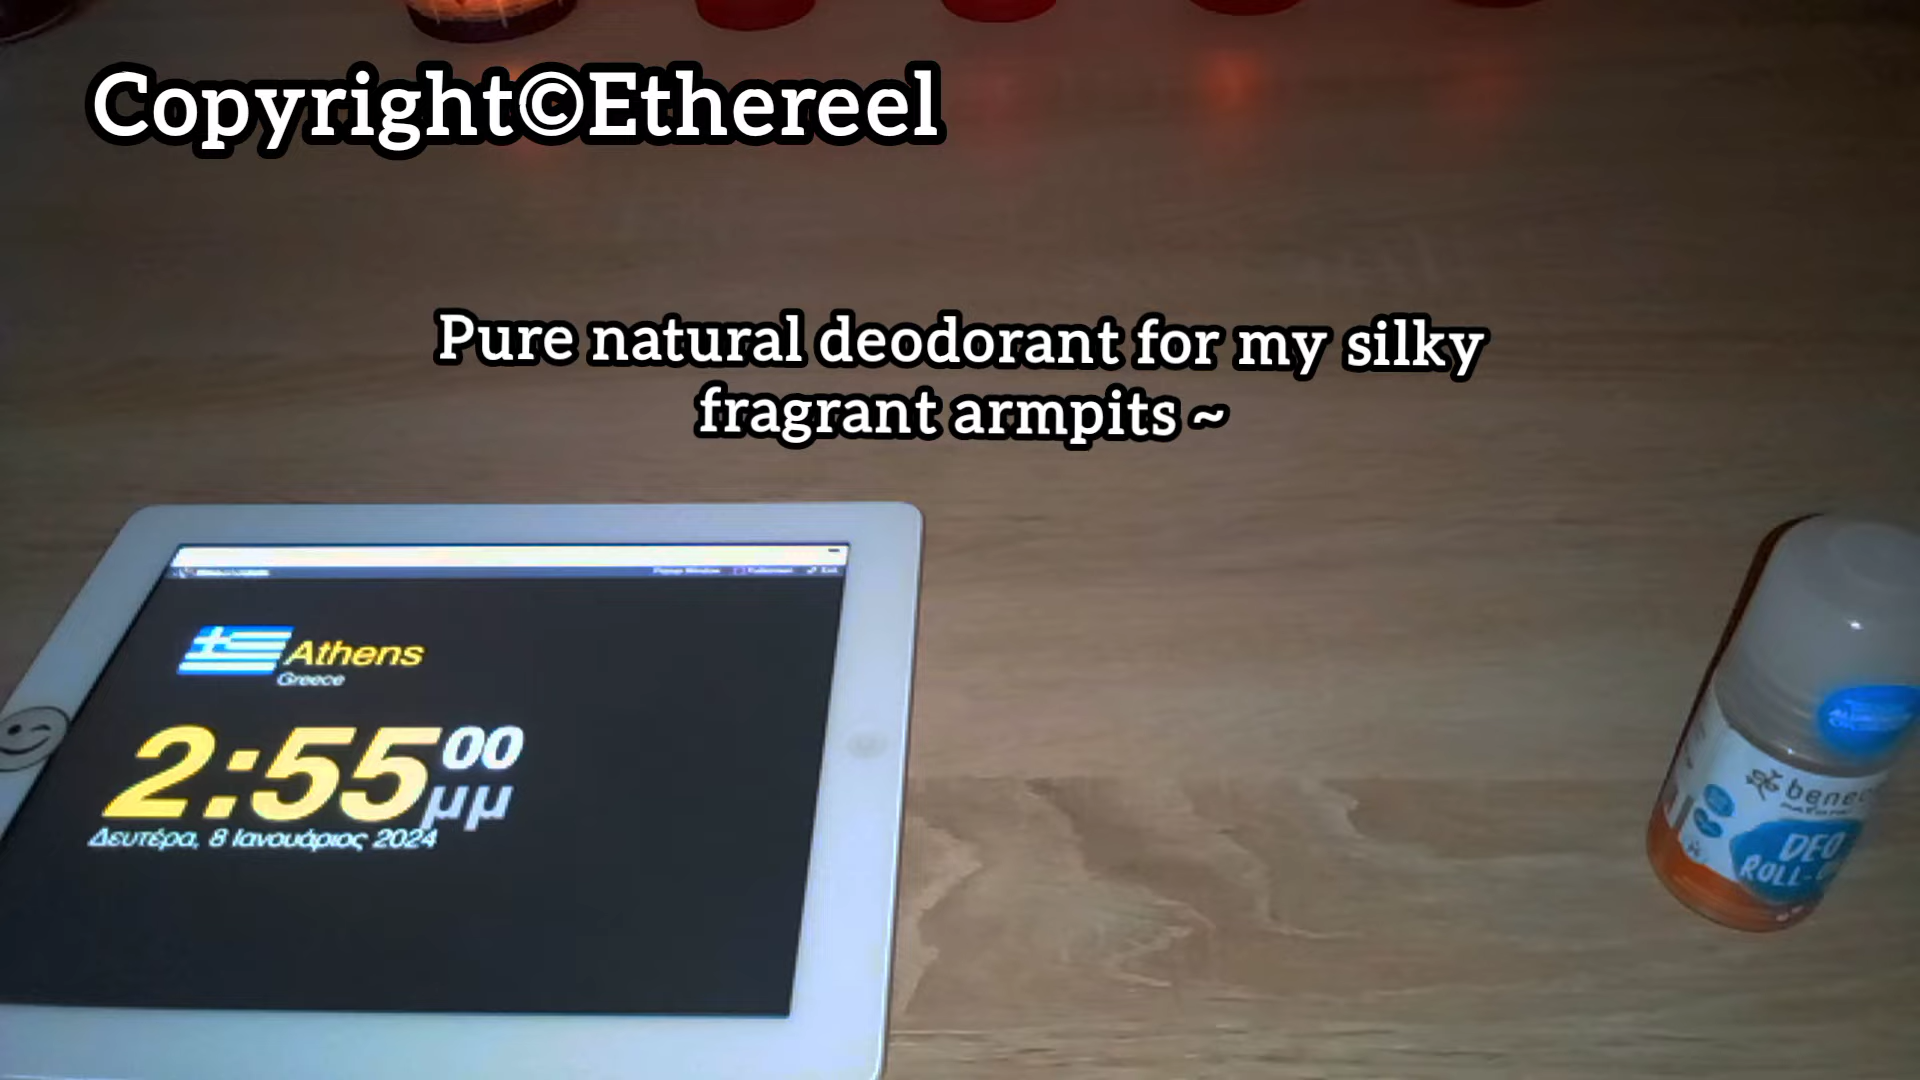 Copyright©Ethereel
Pure natural deodorant for my silky
fragrant armpits ~
Athens
Greece
2:55 00
μμ
Δευτέρα, 8 Ιανουάριος 2024
DEO
ROLL-